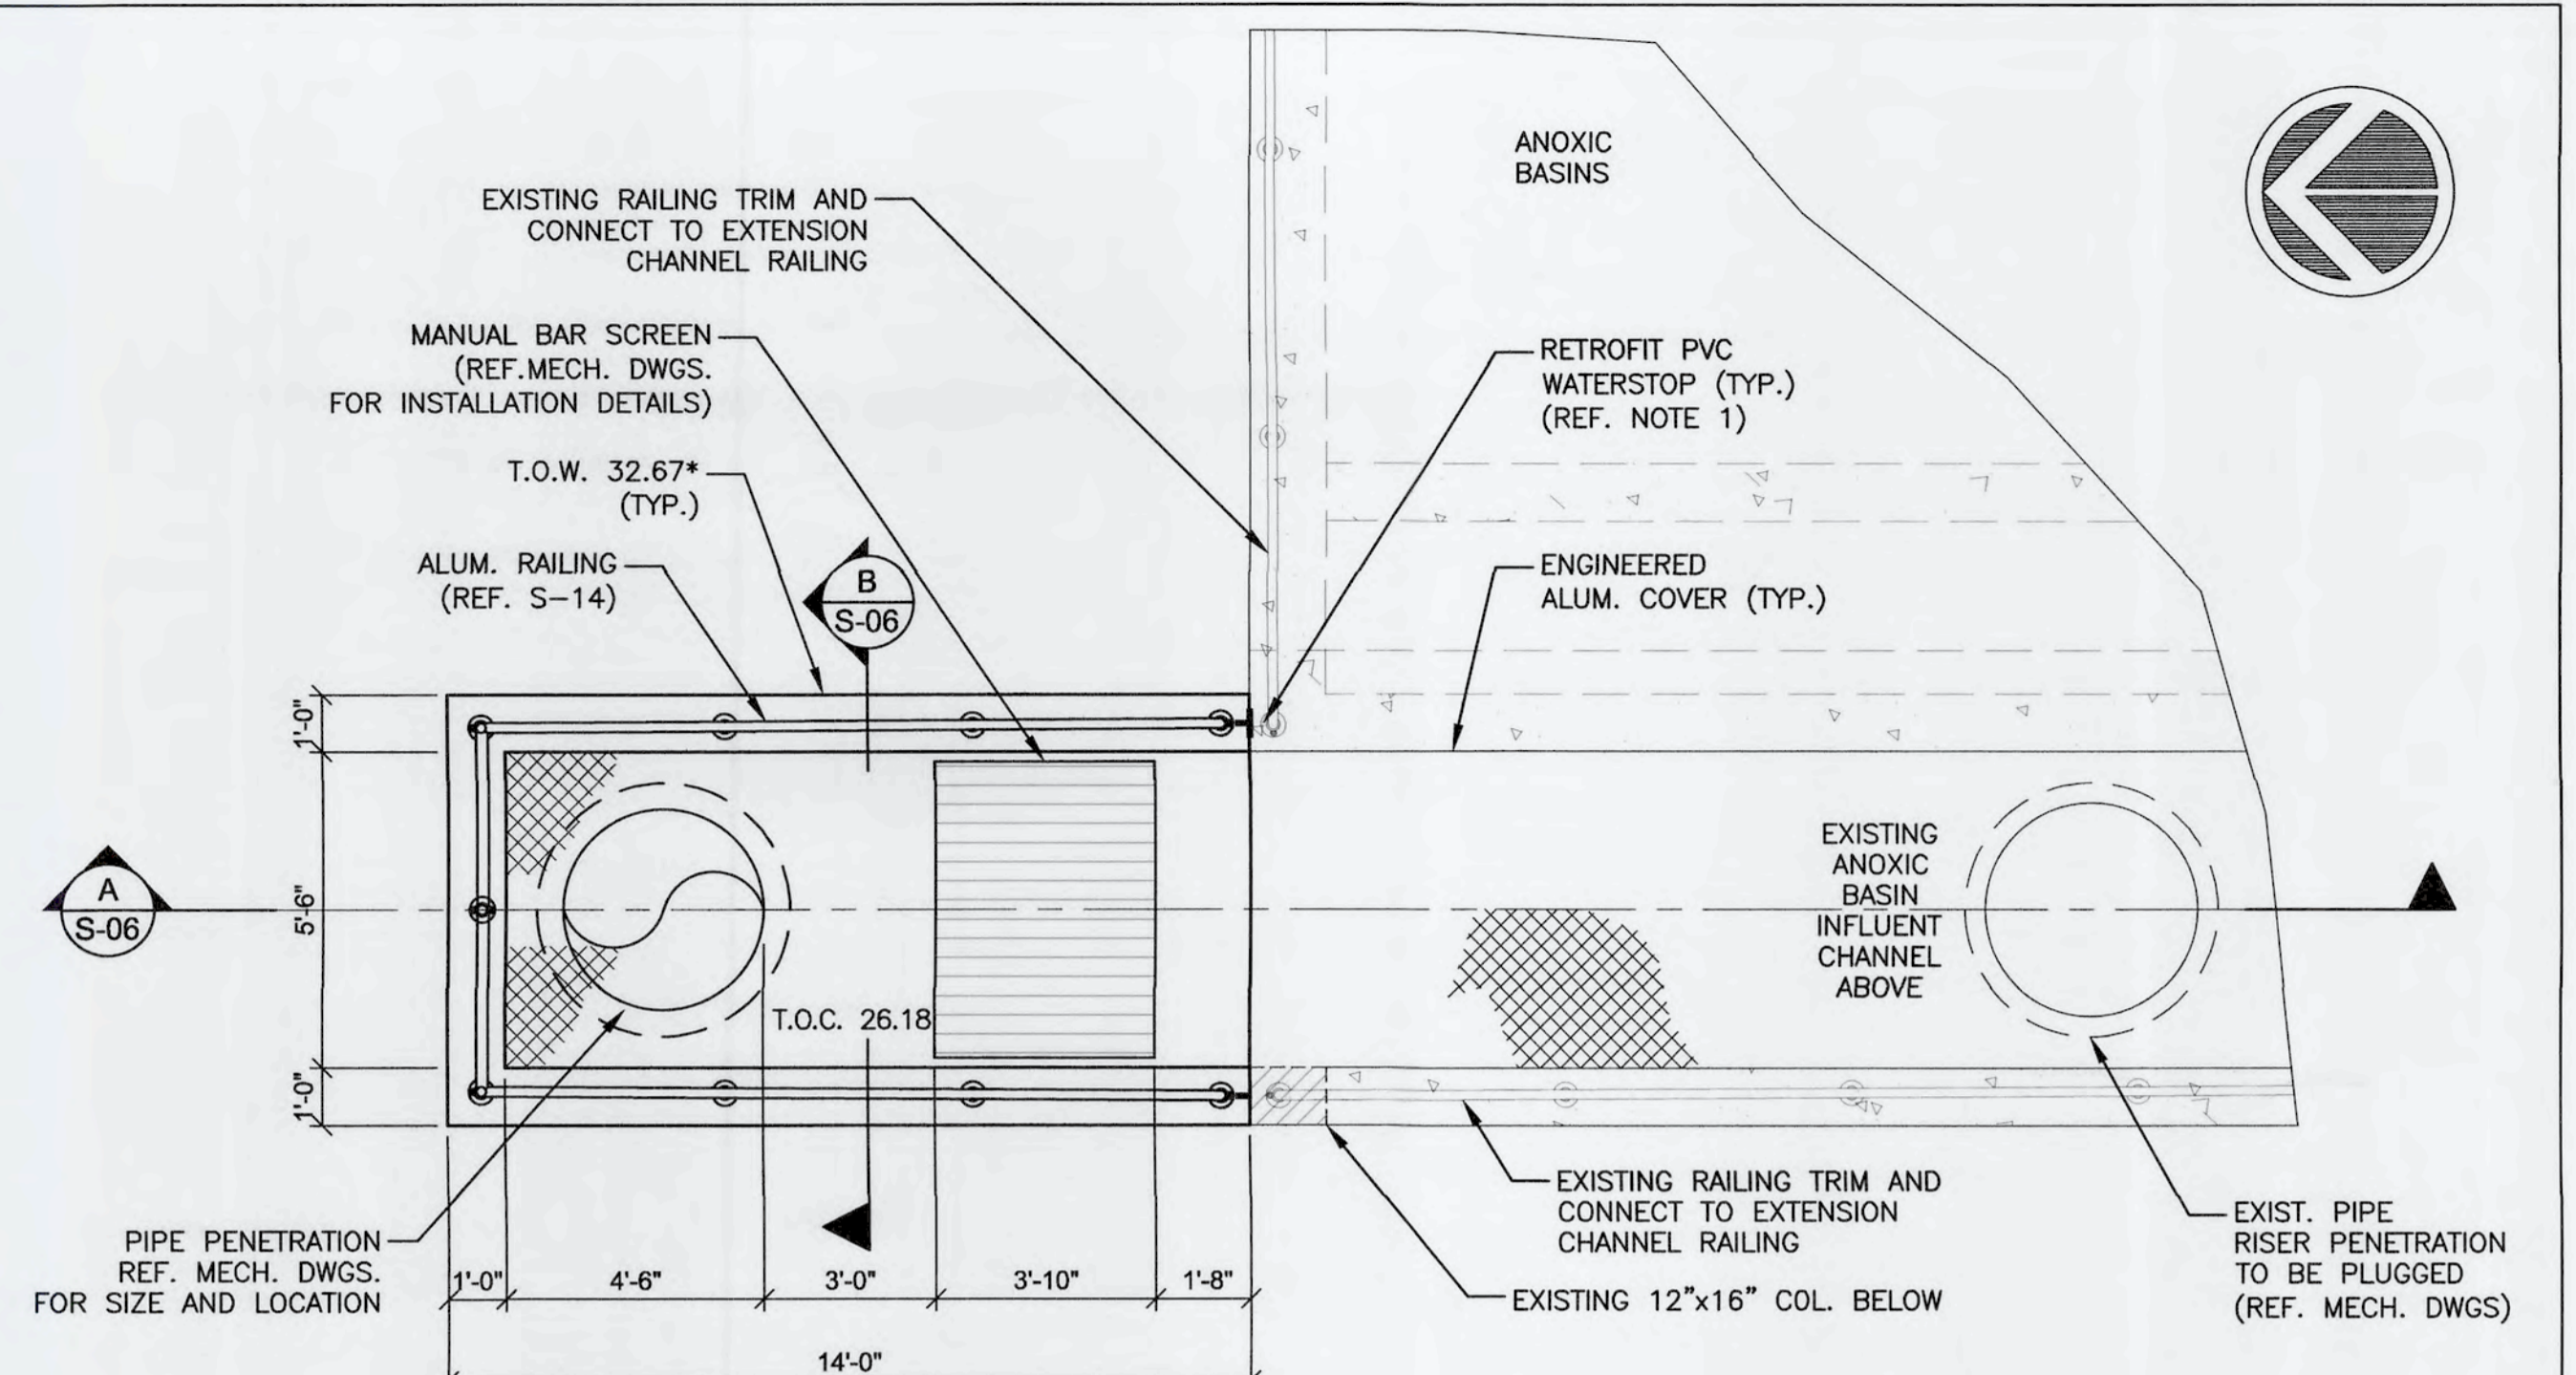 ANOXIC
BASINS
EXISTING RAILING TRIM AND
CONNECT TO EXTENSION
CHANNEL RAILING
MANUAL BAR SCREEN
(REF.MECH. DWGS.
FOR INSTALLATION DETAILS)
RETROFIT PVC
WATERSTOP (TYP.)
(REF. NOTE 1)
T.O.W. 32.67*
(TYP.)
ALUM. RAILING
(REF. S-14)
B
S-06
ENGINEERED
ALUM. COVER (TYP.)
1'-0"
5'-6"
1'-0"
A
S-06
EXISTING
ANOXIC
BASIN
INFLUENT
CHANNEL
ABOVE
T.O.C. 26.18
PIPE PENETRATION
REF. MECH. DWGS.
FOR SIZE AND LOCATION
EXISTING RAILING TRIM AND
CONNECT TO EXTENSION
CHANNEL RAILING
EXISTING 12"x16" COL. BELOW
EXIST. PIPE
RISER PENETRATION
TO BE PLUGGED
(REF. MECH. DWGS)
1'-0" 4'-6" 3'-0" 3'-10" 1'-8"
14'-0"